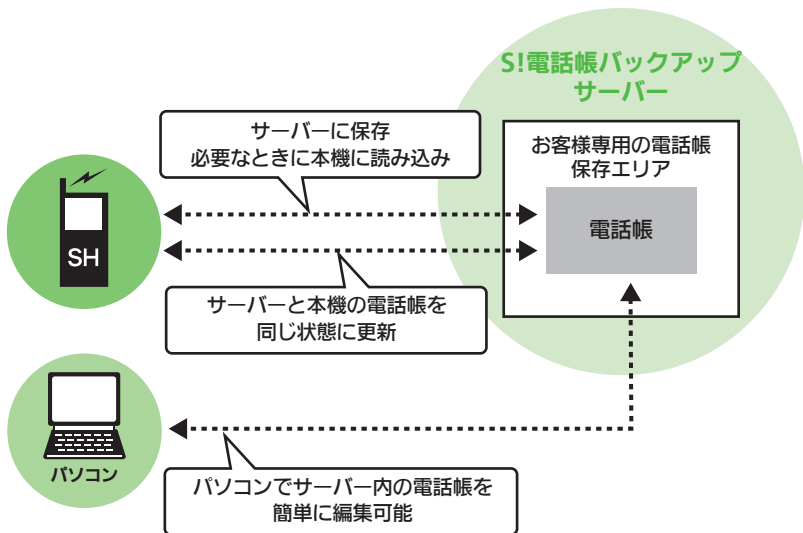 S!電話帳バックアップ
サーバー
サーバーに保存
必要なときに本機に読み込み
お客様専用の電話帳
保存エリア
電話帳
SH
サーバーと本機の電話帳を
同じ状態に更新
パソコン
パソコンでサーバー内の電話帳を
簡単に編集可能